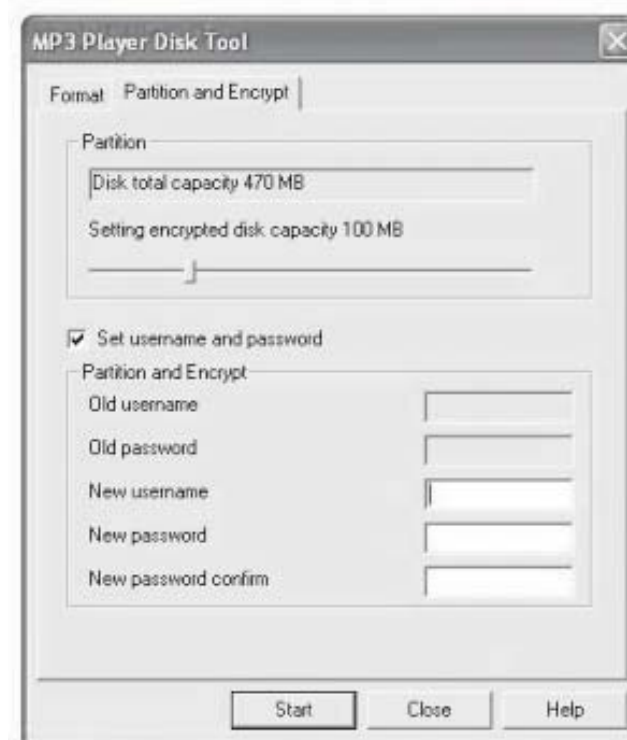 MP3 Player Disk Tool
Format Partition and Encrypt
Partition
Disk total capacity 470 MB
Setting encrypted disk capacity 100 MB
Set username and password
Partition and Encrypt
Old username
Old password
New username
New password
New password confirm
Start Close Help